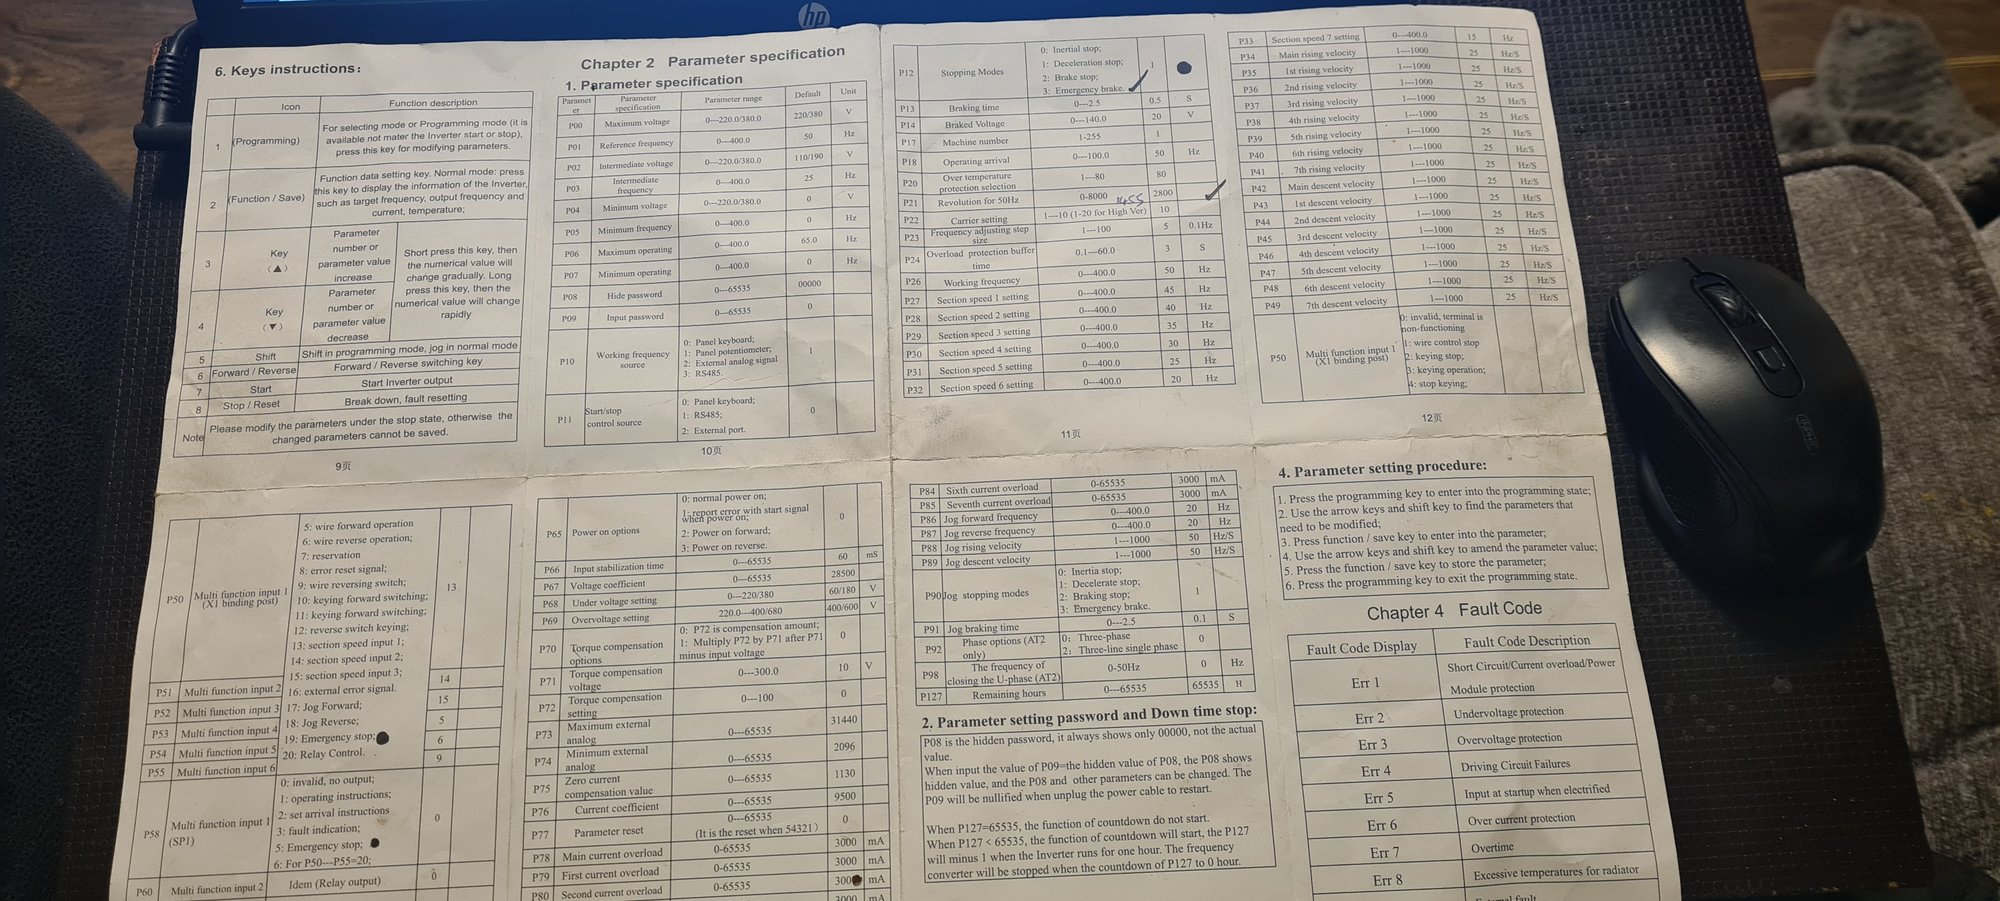 hp
6. Keys instructions:
Icon Function description
1 (Programming) For selecting mode or Programming mode (it is
available not mater the Inverter start or stop),
press this key for modifying parameters.
2 (Function / Save) Function data setting key. Normal mode: press
this key to display the information of the Inverter,
such as target frequency, output frequency and
current, temperature;
3 Key (▲) Parameter
number or
parameter value
increase
4 Key (▼) Parameter
number or
parameter value
decrease
Short press this key, then
the numerical value will
change gradually. Long
press this key, then the
numerical value will change
rapidly
5 Shift Shift in programming mode, jog in normal mode
6 Forward / Reverse Forward / Reverse switching key
7 Start Start Inverter output
8 Stop / Reset Break down, fault resetting
Note Please modify the parameters under the stop state, otherwise the
changed parameters cannot be saved.
9页
Chapter 2 Parameter specification
1. Parameter specification
Paramet
er Parameter
specification Parameter range Default Unit
P00 Maximum voltage 0---220.0/380.0 220/380 V
P01 Reference frequency 0---400.0 50 Hz
P02 Intermediate voltage 0---220.0/380.0 110/190 V
P03 Intermediate
frequency 0---400.0 25 Hz
P04 Minimum voltage 0---220.0/380.0 0 V
P05 Minimum frequency 0---400.0 0 Hz
P06 Maximum operating 0---400.0 65.0 Hz
P07 Minimum operating 0---400.0 0 Hz
P08 Hide password 0---65535 00000
P09 Input password 0---65535 0
P10 Working frequency
source 0: Panel keyboard;
1: Panel potentiometer;
2: External analog signal
3: RS485. 1
P11 Start/stop
control source 0: Panel keyboard;
1: RS485;
2: External port. 0
10页
P12 Stopping Modes 0: Inertial stop;
1: Deceleration stop;
2: Brake stop;
3: Emergency brake. 1
P13 Braking time 0---2.5 0.5 S
P14 Braked Voltage 0---140.0 20 V
P17 Machine number 1-255 1
P18 Operating arrival 0---100.0 50 Hz
P20 Over temperature
protection selection 1---80 80
P21 Revolution for 50Hz 0-8000 1455 2800
P22 Carrier setting 1---10 (1-20 for High Ver) 10
P23 Frequency adjusting step
size 1---100 5 0.1Hz
P24 Overload protection buffer
time 0.1---60.0 3 S
P26 Working frequency 0---400.0 50 Hz
P27 Section speed 1 setting 0---400.0 45 Hz
P28 Section speed 2 setting 0---400.0 40 Hz
P29 Section speed 3 setting 0---400.0 35 Hz
P30 Section speed 4 setting 0---400.0 30 Hz
P31 Section speed 5 setting 0---400.0 25 Hz
P32 Section speed 6 setting 0---400.0 20 Hz
11页
P33 Section speed 7 setting 0---400.0 15 Hz
P34 Main rising velocity 1---1000 25 Hz/S
P35 1st rising velocity 1---1000 25 Hz/S
P36 2nd rising velocity 1---1000 25 Hz/S
P37 3rd rising velocity 1---1000 25 Hz/S
P38 4th rising velocity 1---1000 25 Hz/S
P39 5th rising velocity 1---1000 25 Hz/S
P40 6th rising velocity 1---1000 25 Hz/S
P41 7th rising velocity 1---1000 25 Hz/S
P42 Main descent velocity 1---1000 25 Hz/S
P43 1st descent velocity 1---1000 25 Hz/S
P44 2nd descent velocity 1---1000 25 Hz/S
P45 3rd descent velocity 1---1000 25 Hz/S
P46 4th descent velocity 1---1000 25 Hz/S
P47 5th descent velocity 1---1000 25 Hz/S
P48 6th descent velocity 1---1000 25 Hz/S
P49 7th descent velocity 1---1000 25 Hz/S
P50 Multi function input 1
(X1 binding post) 0: invalid, terminal is
non-functioning
1: wire control stop
2: keying stop;
3: keying operation;
4: stop keying;
12页
P50 Multi function input 1
(X1 binding post) 13
5: wire forward operation
6: wire reverse operation;
7: reservation
8: error reset signal;
9: wire reversing switch;
10: keying forward switching;
11: keying forward switching;
12: reverse switch keying;
13: section speed input 1;
14: section speed input 2;
15: section speed input 3;
16: external error signal.
17: Jog Forward;
18: Jog Reverse;
19: Emergency stop;
20: Relay Control.
P51 Multi function input 2 14
P52 Multi function input 3 15
P53 Multi function input 4 5
P54 Multi function input 5 6
P55 Multi function input 6 9
P58 Multi function input 1
(SP1) 0: invalid, no output;
1: operating instructions;
2: set arrival instructions
3: fault indication;
5: Emergency stop;
6: For P50---P55=20; 0
P60 Multi function input 2 Idem (Relay output) 0
P65 Power on options 0: normal power on;
1: report error with start signal
when power on;
2: Power on forward;
3: Power on reverse. 0
P66 Input stabilization time 0---65535 60 mS
P67 Voltage coefficient 0---65535 28500
P68 Under voltage setting 0---220/380 60/180 V
P69 Overvoltage setting 220.0---400/680 400/600 V
P70 Torque compensation
options 0: P72 is compensation amount;
1: Multiply P72 by P71 after P71
minus input voltage 0
P71 Torque compensation
voltage 0---300.0 10 V
P72 Torque compensation
setting 0---100 0
P73 Maximum external
analog 0---65535 31440
P74 Minimum external
analog 0---65535 2096
P75 Zero current
compensation value 0---65535 1130
P76 Current coefficient 0---65535 9500
P77 Parameter reset 0---65535
(It is the reset when 54321) 0
P78 Main current overload 0-65535 3000 mA
P79 First current overload 0-65535 3000 mA
P80 Second current overload 0-65535 300 mA
3000 mA
P84 Sixth current overload 0-65535 3000 mA
P85 Seventh current overload 0-65535 3000 mA
P86 Jog forward frequency 0---400.0 20 Hz
P87 Jog reverse frequency 0---400.0 20 Hz
P88 Jog rising velocity 1---1000 50 Hz/S
P89 Jog descent velocity 1---1000 50 Hz/S
P90 Jog stopping modes 0: Inertia stop;
1: Decelerate stop;
2: Braking stop;
3: Emergency brake. 1
P91 Jog braking time 0---2.5 0.1 S
P92 Phase options (AT2
only) 0: Three-phase
2: Three-line single phase 0
P98 The frequency of
closing the U-phase (AT2) 0-50Hz 0 Hz
P127 Remaining hours 0---65535 65535 H
2. Parameter setting password and Down time stop:
P08 is the hidden password, it always shows only 00000, not the actual
value.
When input the value of P09=the hidden value of P08, the P08 shows
hidden value, and the P08 and other parameters can be changed. The
P09 will be nullified when unplug the power cable to restart.
When P127=65535, the function of countdown do not start.
When P127 < 65535, the function of countdown will start, the P127
will minus 1 when the Inverter runs for one hour. The frequency
converter will be stopped when the countdown of P127 to 0 hour.
4. Parameter setting procedure:
1. Press the programming key to enter into the programming state;
2. Use the arrow keys and shift key to find the parameters that
need to be modified;
3. Press function / save key to enter into the parameter;
4. Use the arrow keys and shift key to amend the parameter value;
5. Press the function / save key to store the parameter;
6. Press the programming key to exit the programming state.
Chapter 4 Fault Code
Fault Code Display Fault Code Description
Err 1 Short Circuit/Current overload/Power
Module protection
Err 2 Undervoltage protection
Err 3 Overvoltage protection
Err 4 Driving Circuit Failures
Err 5 Input at startup when electrified
Err 6 Over current protection
Err 7 Overtime
Err 8 Excessive temperatures for radiator